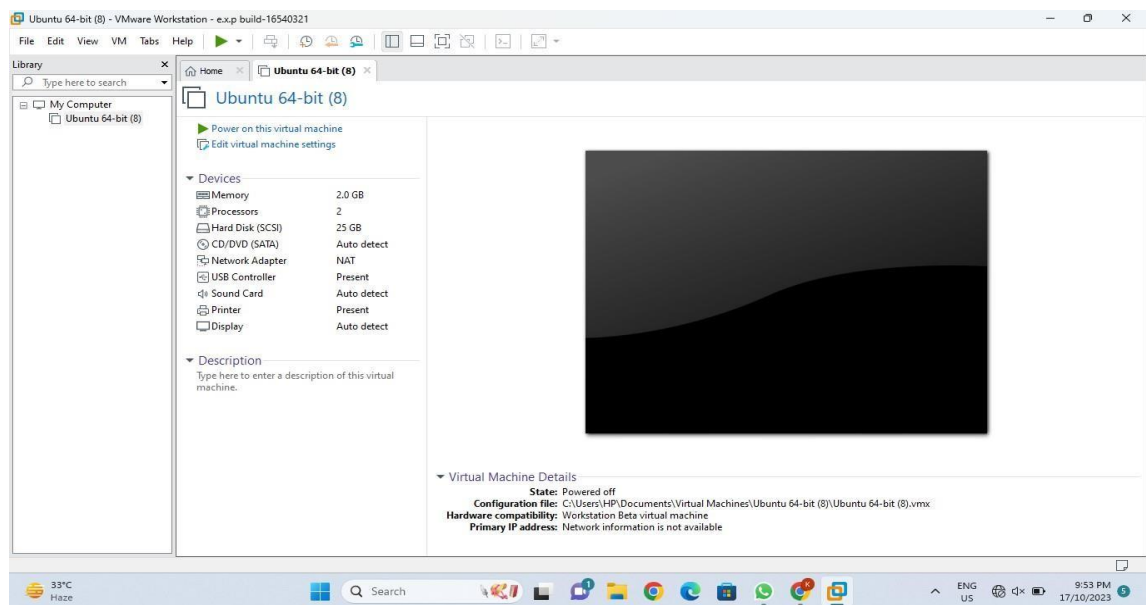 Ubuntu 64-bit (8) - VMware Workstation - e.x.p build-16540321
File Edit View VM Tabs Help
Library
Type here to search
My Computer
Ubuntu 64-bit (8)
Home
Ubuntu 64-bit (8)
Ubuntu 64-bit (8)
Power on this virtual machine
Edit virtual machine settings
Devices
Memory 2.0 GB
Processors 2
Hard Disk (SCSI) 25 GB
CD/DVD (SATA) Auto detect
Network Adapter NAT
USB Controller Present
Sound Card Auto detect
Printer Present
Display Auto detect
Description
Type here to enter a description of this virtual
machine.
Virtual Machine Details
State: Powered off
Configuration file: C:\Users\HP\Documents\Virtual Machines\Ubuntu 64-bit (8)\Ubuntu 64-bit (8).vmx
Hardware compatibility: Workstation Beta virtual machine
Primary IP address: Network information is not available
33°C
Haze
Search
1
K
ENG
US
9:53 PM
17/10/2023
5